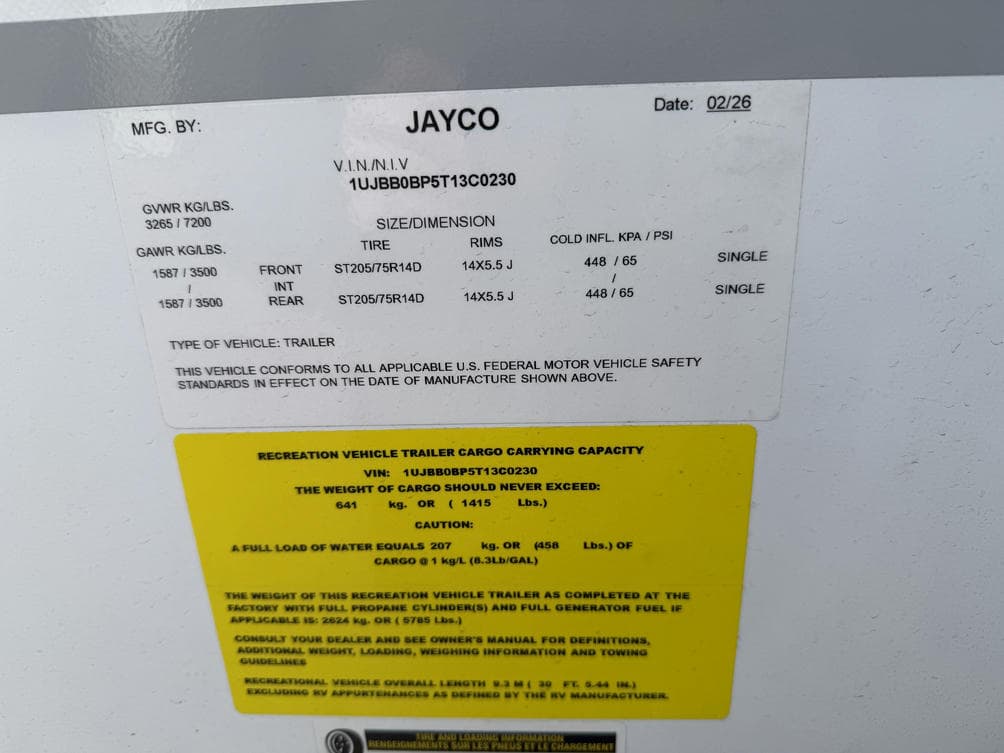 MFG. BY: JAYCO Date: 02/26
V.I.N./N.I.V
1UJBB0BP5T13C0230
GVWR KG/LBS.
3265 / 7200
SIZE/DIMENSION
GAWR KG/LBS. TIRE RIMS COLD INFL. KPA / PSI
1587 / 3500 FRONT ST205/75R14D 14X5.5 J 448 / 65 SINGLE
/ INT /
1587 / 3500 REAR ST205/75R14D 14X5.5 J 448 / 65 SINGLE
TYPE OF VEHICLE: TRAILER
THIS VEHICLE CONFORMS TO ALL APPLICABLE U.S. FEDERAL MOTOR VEHICLE SAFETY
STANDARDS IN EFFECT ON THE DATE OF MANUFACTURE SHOWN ABOVE.
RECREATION VEHICLE TRAILER CARGO CARRYING CAPACITY
VIN: 1UJBB0BP5T13C0230
THE WEIGHT OF CARGO SHOULD NEVER EXCEED:
641 kg. OR ( 1415 Lbs.)
CAUTION:
A FULL LOAD OF WATER EQUALS 207 kg. OR (458 Lbs.) OF
CARGO @ 1 kg/L (8.3Lb/GAL)
THE WEIGHT OF THIS RECREATION VEHICLE TRAILER AS COMPLETED AT THE
FACTORY WITH FULL PROPANE CYLINDER(S) AND FULL GENERATOR FUEL IF
APPLICABLE IS: 2624 kg. OR ( 5785 Lbs.)
CONSULT YOUR DEALER AND SEE OWNER'S MANUAL FOR DEFINITIONS,
ADDITIONAL WEIGHT, LOADING, WEIGHING INFORMATION AND TOWING
GUIDELINES
RECREATIONAL VEHICLE OVERALL LENGTH 9.3 M ( 30 FT. 5.44 IN.)
EXCLUDING RV APPURTENANCES AS DEFINED BY THE RV MANUFACTURER.
TIRE AND LOADING INFORMATION
RENSEIGNEMENTS SUR LES PNEUS ET LE CHARGEMENT